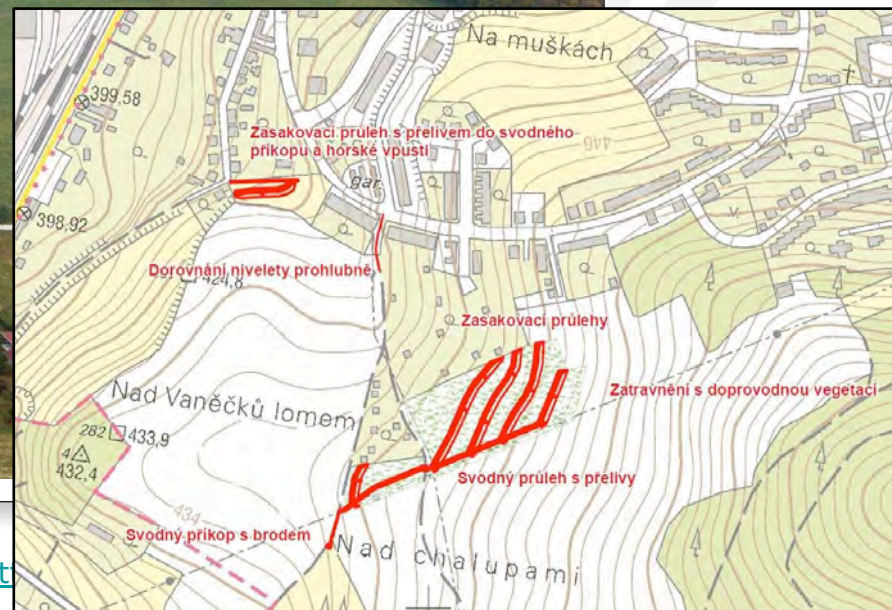 Na muškách
399,58
Zasakovací průleh s přelivem do svodného
příkopu a horské vpusti
446
gar.
398,92
v.
Dorovnání nivelety prohlubně
424,8
Zasakovací průlehy
Nad Vaněčků lomem
Zatravnění s doprovodnou vegetací
282 433,9
4
432,4
Svodný průleh s přelivy
434
Svodný příkop s brodem
Nad chalupami